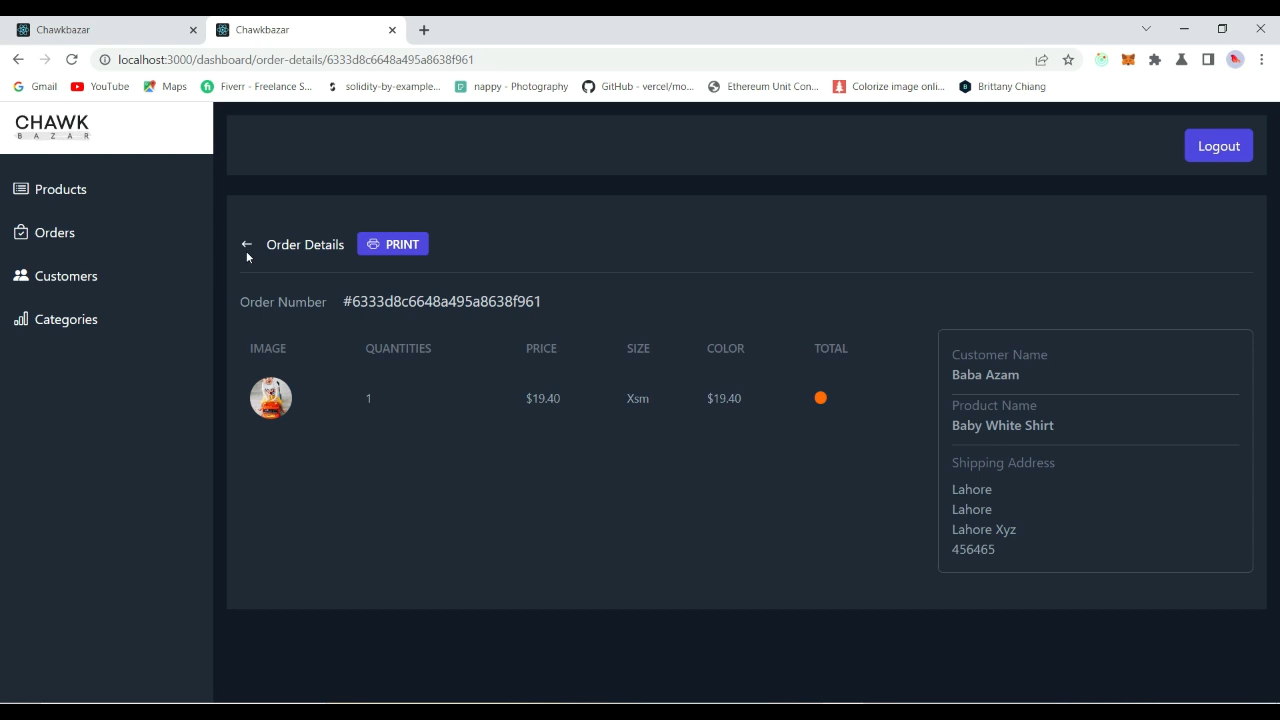 Chawkbazar
Chawkbazar
localhost:3000/dashboard/order-details/6333d8c6648a495a8638f961
Gmail
YouTube
Maps
Fiverr - Freelance S...
solidity-by-example...
nappy - Photography
GitHub - vercel/mo...
Ethereum Unit Con...
Colorize image onli...
Brittany Chiang
CHAWK
BAZAR
Logout
Products
Orders
Customers
Categories
Order Details
PRINT
Order Number #6333d8c6648a495a8638f961
IMAGE QUANTITIES PRICE SIZE COLOR TOTAL
1 $19.40 Xsm $19.40
Customer Name
Baba Azam
Product Name
Baby White Shirt
Shipping Address
Lahore
Lahore
Lahore Xyz
456465